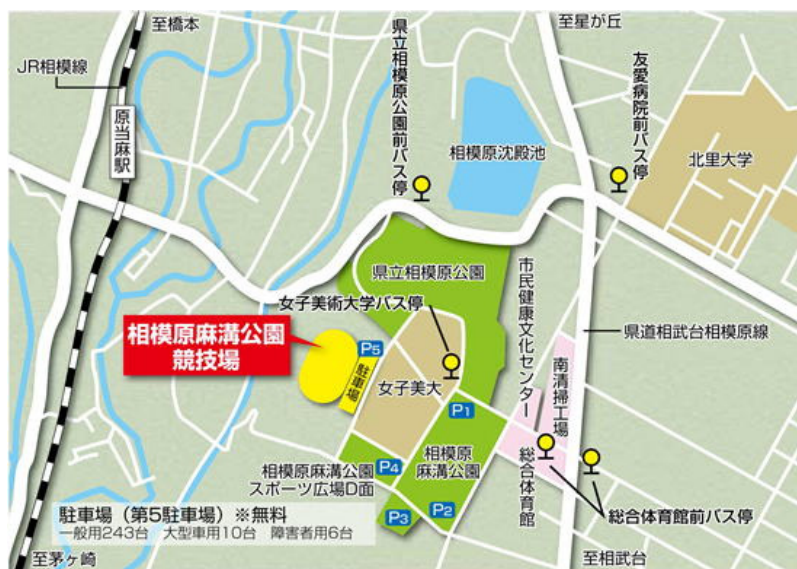 至橋本
JR相模線
原当麻駅
県立相模原公園前バス停
至星が丘
友愛病院前バス停
相模原沈殿池
北里大学
県立相模原公園
女子美術大学バス停
市民健康文化センター
県道相武台相模原線
相模原麻溝公園
競技場
P5
駐車場
女子美大
P1
南清掃工場
相模原
麻溝公園
総合体育館
P4
相模原麻溝公園
スポーツ広場D面
P3
P2
総合体育館前バス停
駐車場(第5駐車場)※無料
一般用243台 大型車用10台 障害者用6台
至茅ヶ崎
至相武台